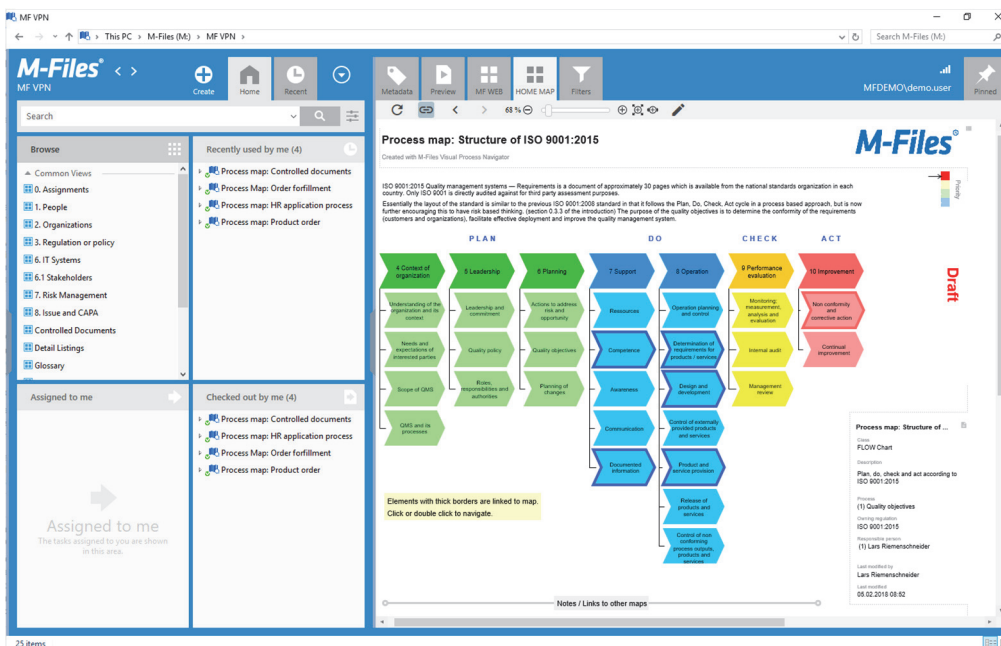 MF VPN
This PC > M-Files (M:) > MF VPN >
Search M-Files (M:)
M-Files®
MF VPN
Create
Home
Recent
Metadata
Preview
MF WEB
HOME MAP
Filters
MFDEMO\demo.user
Pinned
Search
68 %
Browse
Common Views
0. Assignments
1. People
2. Organizations
3. Regulation or policy
6. IT Systems
6.1 Stakeholders
7. Risk Management
8. Issue and CAPA
Controlled Documents
Detail Listings
Glossary
Recently used by me (4)
Process map: Controlled documents
Process Map: Order forfillment
Process map: HR application process
Process map: Product order
Assigned to me
Assigned to me
The tasks assigned to you are shown
in this area.
Checked out by me (4)
Process map: Controlled documents
Process map: HR application process
Process Map: Order forfillment
Process map: Product order
Process map: Structure of ISO 9001:2015
Created with M-Files Visual Process Navigator
M-Files®
ISO 9001:2015 Quality management systems — Requirements is a document of approximately 30 pages which is available from the national standards organization in each
country. Only ISO 9001 is directly audited against for third party assessment purposes.
Essentially the layout of the standard is similar to the previous ISO 9001:2008 standard in that it follows the Plan, Do, Check, Act cycle in a process based approach, but is now
further encouraging this to have risk based thinking. (section 0.3.3 of the introduction) The purpose of the quality objectives is to determine the conformity of the requirements
(customers and organizations), facilitate effective deployment and improve the quality management system.
Priority
Draft
PLAN
DO
CHECK
ACT
4 Context of
organization
5 Leadership
6 Planning
7 Support
8 Operation
9 Performance
evaluation
10 Improvement
Understanding of the
organization and its
context
Leadership and
commitment
Actions to address
risk and
opportunity
Ressources
Operation planning
and control
Monitoring,
measurement,
analysis and
evaluation
Non conformity
and
corrective action
Needs and
expectations of
interested parties
Quality policy
Quality objectives
Competence
Determination of
requirements for
products / services
Internal audit
Continual
improvement
Scope of QMS
Roles,
responsibilities and
authorities
Planning of
changes
Awareness
Design and
development
Management
review
QMS and its
processes
Communication
Control of externally
provided products
and services
Documented
information
Product and
service provision
Release of
products and
services
Control of non
conforming
process outputs,
products and
services
Elements with thick borders are linked to map.
Click or double click to navigate.
Notes / Links to other maps
Process map: Structure of ...
Class
FLOW Chart
Description
Plan, do, check and act according to
ISO 9001:2015
Process
(1) Quality objectives
Owning regulation
ISO 9001:2015
Responsible person
(1) Lars Riemenschneider
Last modified by
Lars Riemenschneider
Last modified
05.02.2018 08:52
25 items